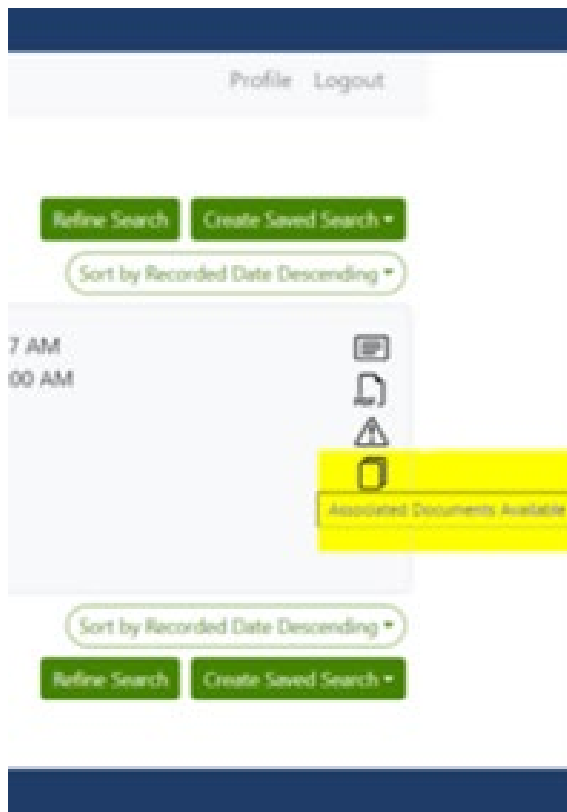 Profile Logout
Refine Search Create Saved Search
Sort by Recorded Date Descending
7 AM
00 AM
PDF
Associated Documents Available
Sort by Recorded Date Descending
Refine Search Create Saved Search